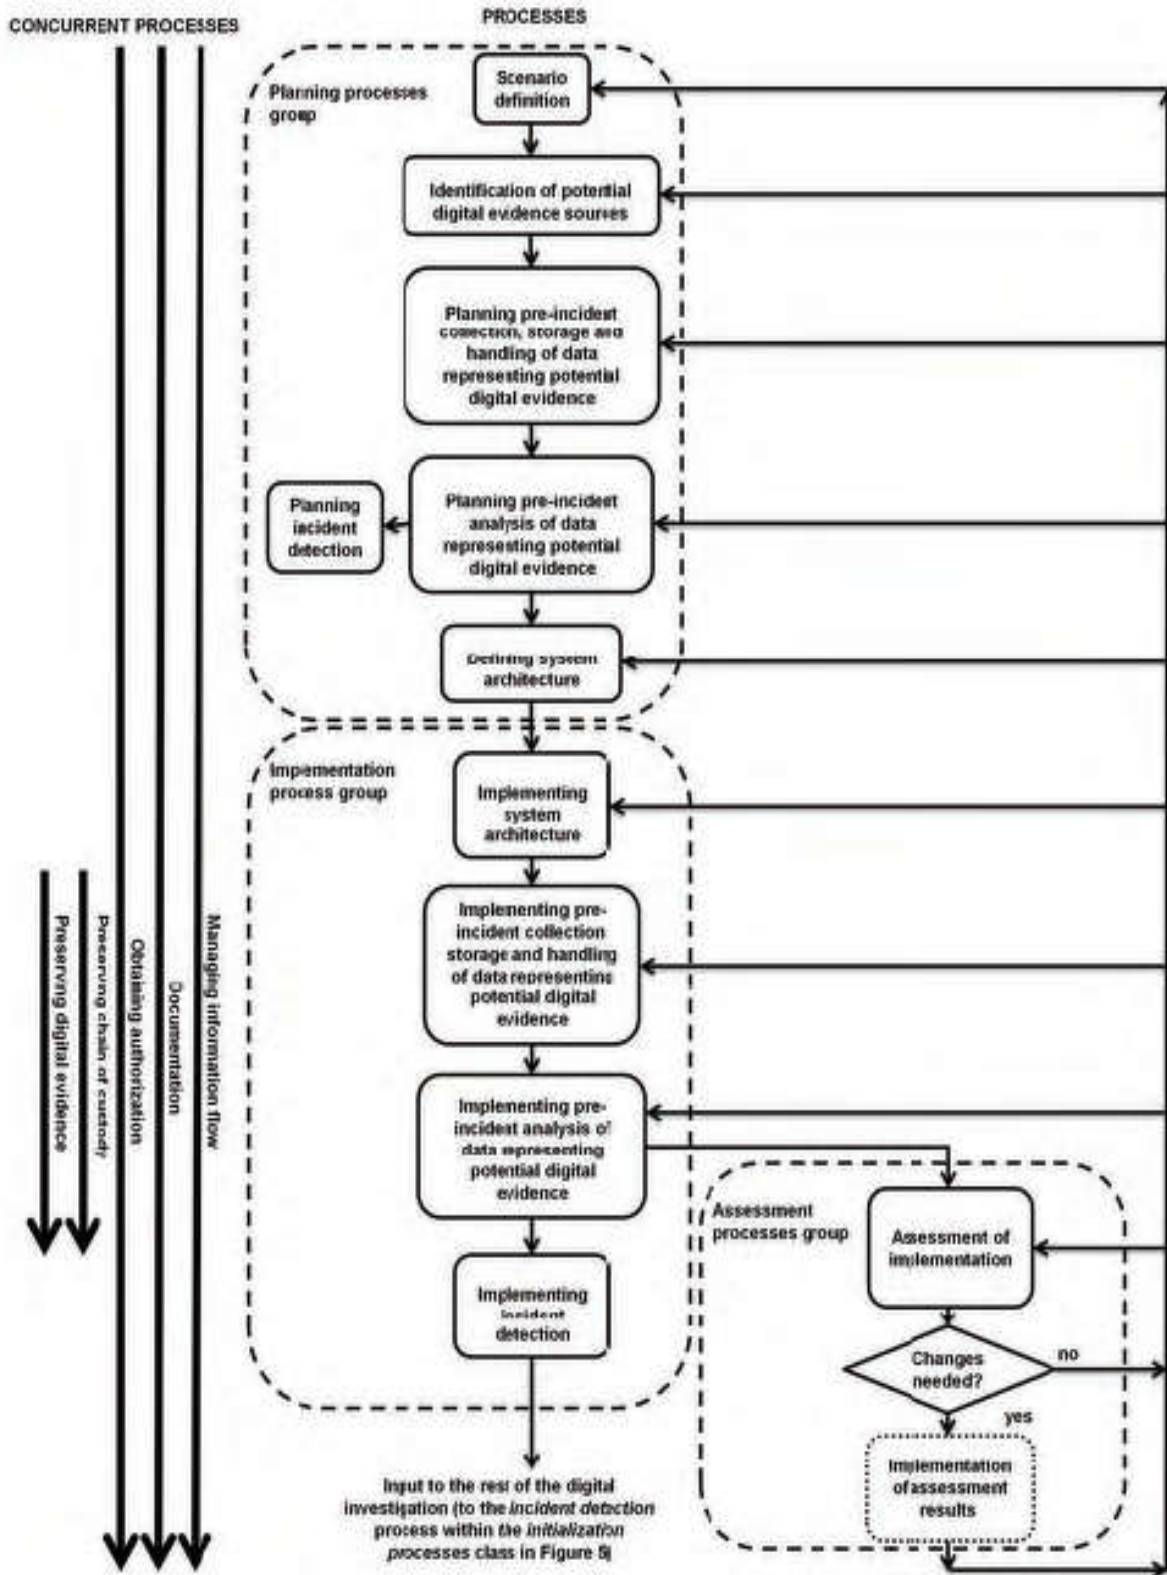 CONCURRENT PROCESSES
PROCESSES
Planning processes
group
Scenario
definition
Identification of potential
digital evidence sources
Planning pre-incident
collection, storage and
handling of data
representing potential
digital evidence
Planning
incident
detection
Planning pre-incident
analysis of data
representing potential
digital evidence
Defining system
architecture
Implementation
process group
Implementing
system
architecture
Implementing pre-
incident collection
storage and handling
of data representing
potential digital
evidence
Implementing pre-
incident analysis of
data representing
potential digital
evidence
Implementing
incident
detection
Input to the rest of the digital
investigation (to the incident detection
process within the initialization
processes class in Figure 5)
Assessment
processes group
Assessment of
implementation
Changes
needed?
no
yes
Implementation
of assessment
results
Preserving digital evidence
Preserving chain of custody
Obtaining authorization
Documentation
Managing information flow